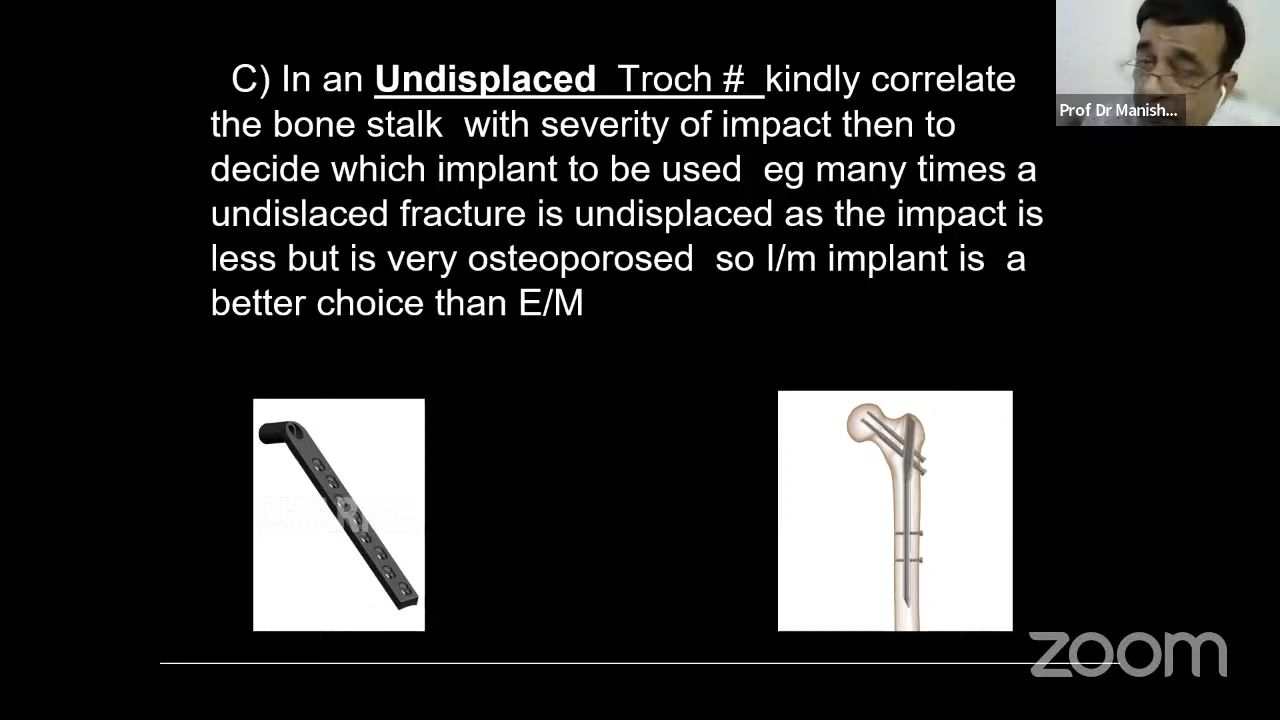 C) In an Undisplaced Troch # kindly correlate
the bone stalk with severity of impact then to
decide which implant to be used eg many times a
undislaced fracture is undisplaced as the impact is
less but is very osteoporosed so I/m implant is a
better choice than E/M
Prof Dr Manish...
zoom